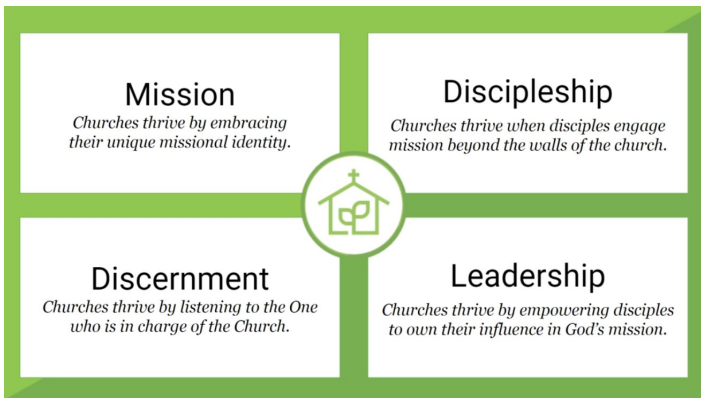 Mission
Churches thrive by embracing
their unique missional identity.
Discipleship
Churches thrive when disciples engage
mission beyond the walls of the church.
Discernment
Churches thrive by listening to the One
who is in charge of the Church.
Leadership
Churches thrive by empowering disciples
to own their influence in God's mission.